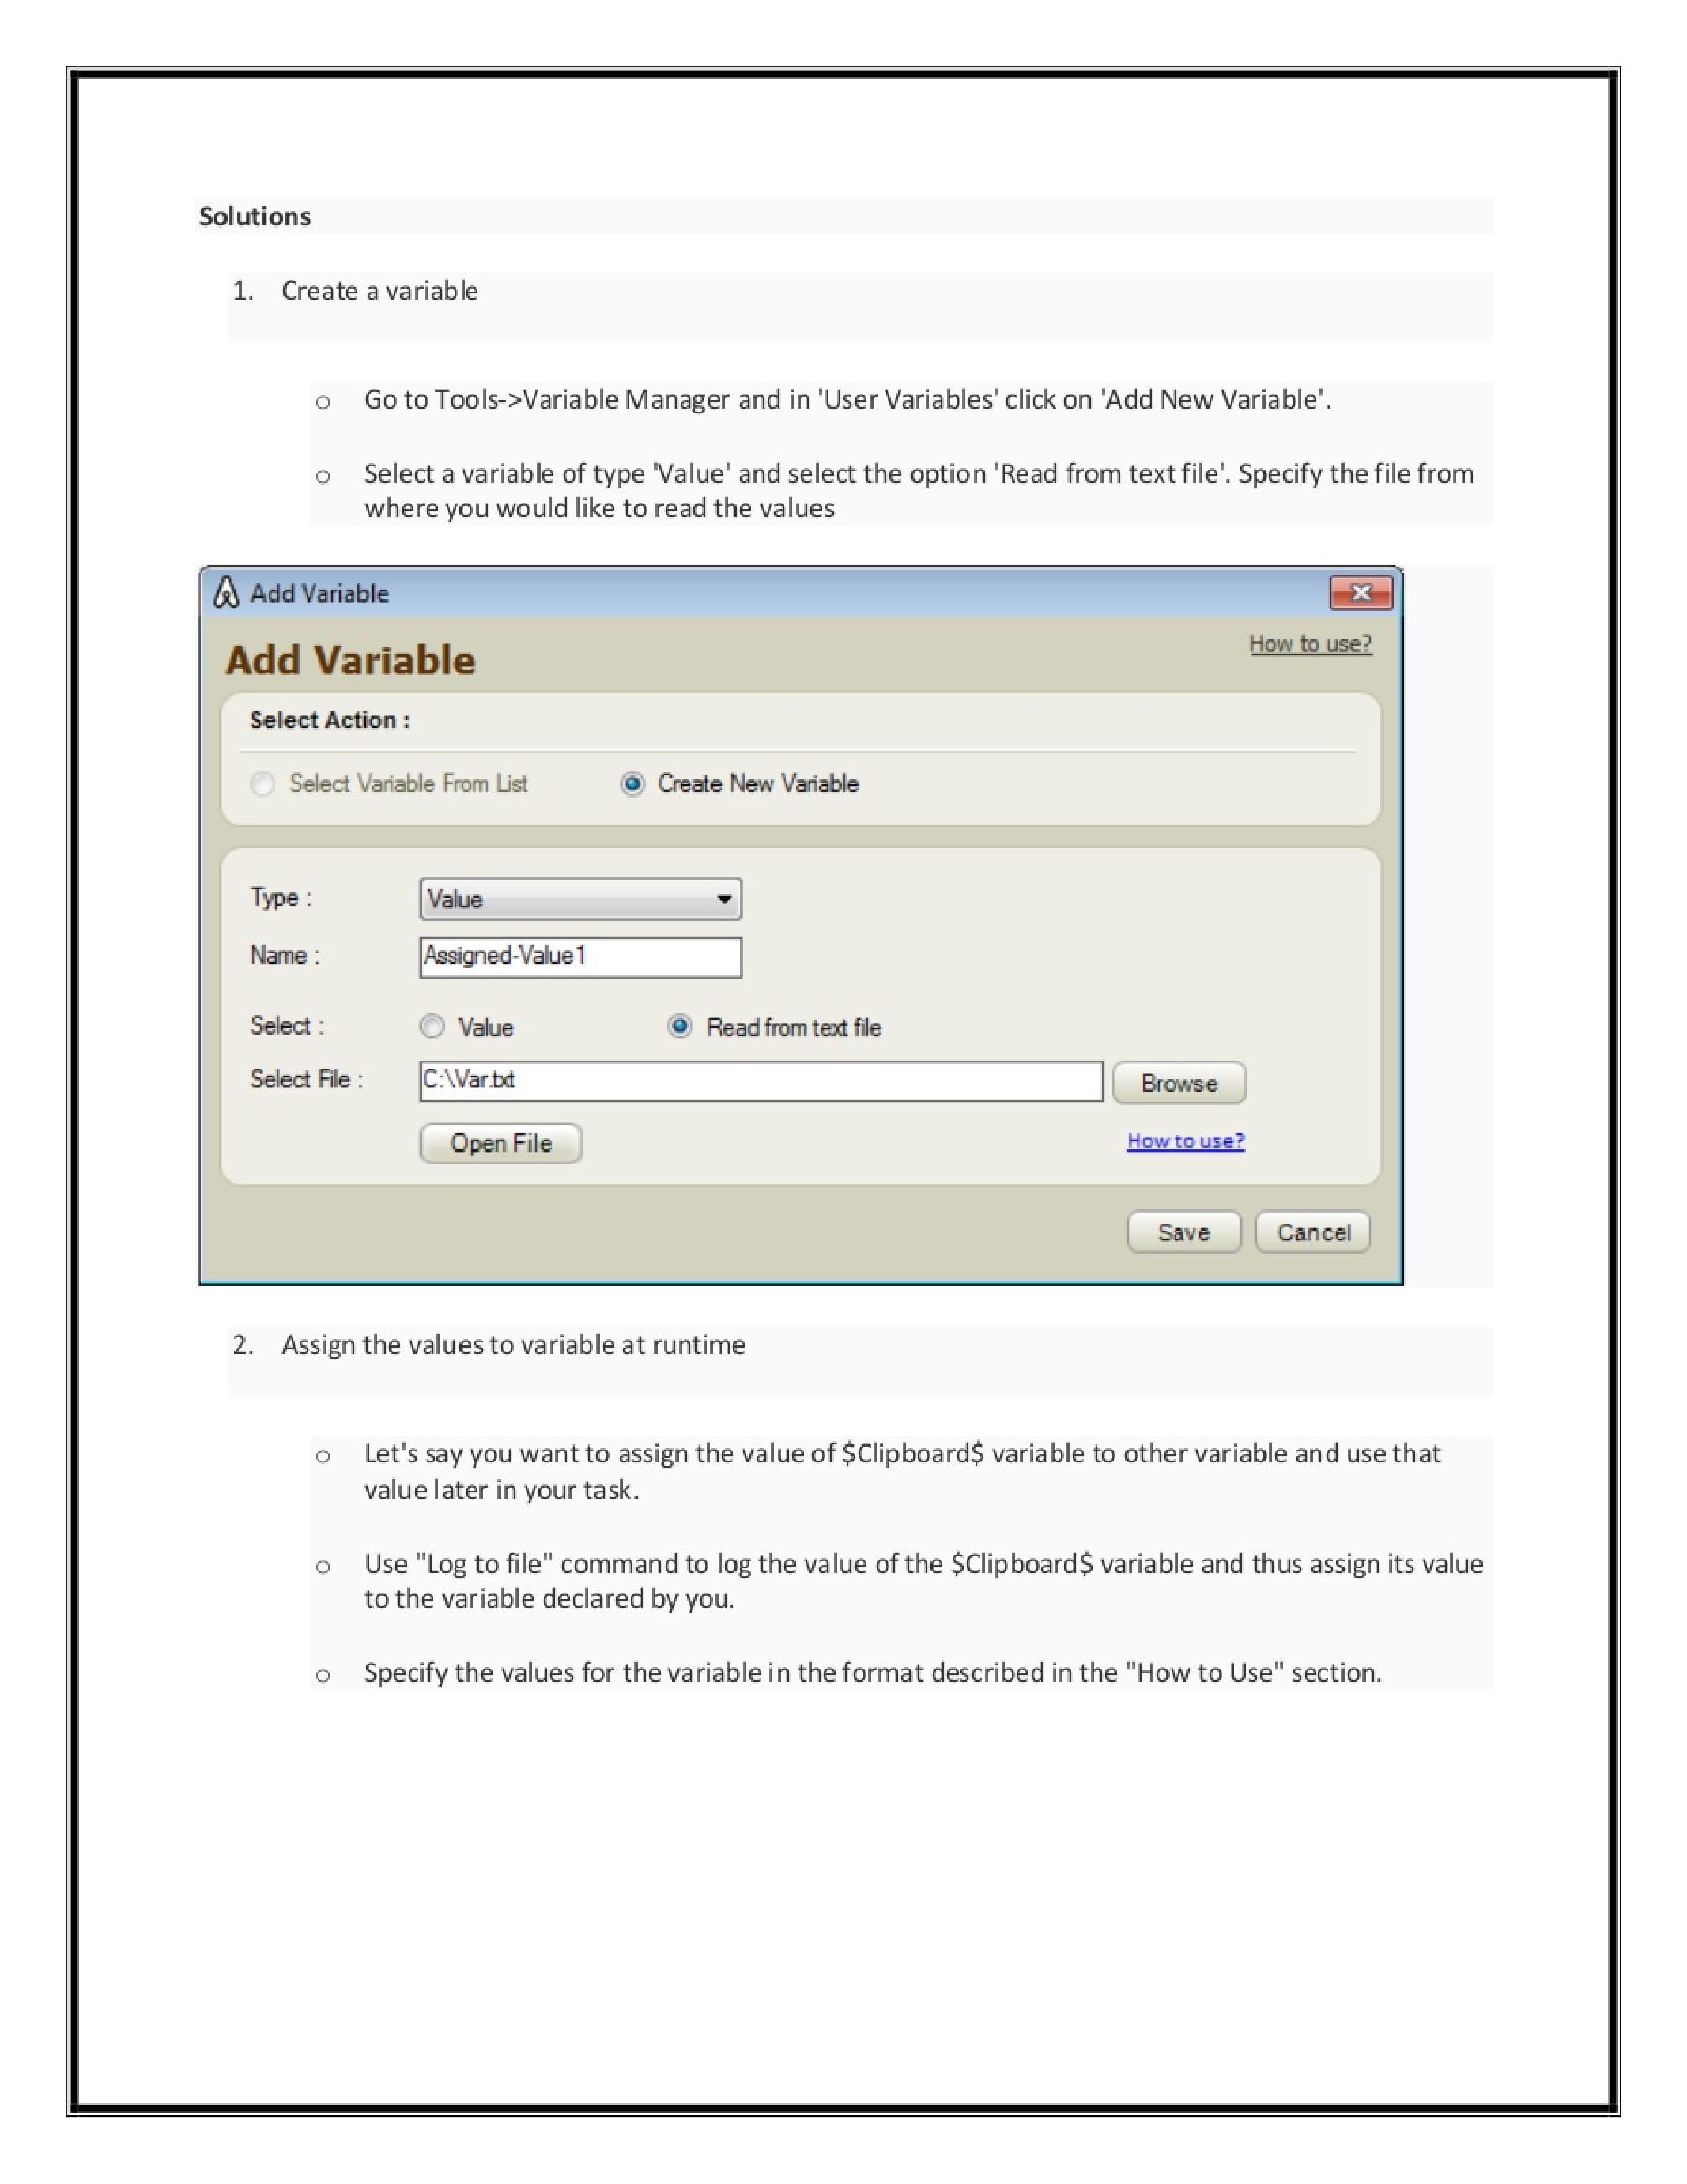 Solutions
1. Create a variable
o Go to Tools->Variable Manager and in 'User Variables' click on 'Add New Variable'.
o Select a variable of type 'Value' and select the option 'Read from text file'. Specify the file from
where you would like to read the values
Add Variable
Add Variable
How to use?
Select Action :
Select Variable From List
Create New Variable
Type :
Value
Name :
Assigned-Value1
Select :
Value
Read from text file
Select File :
C:\Var.txt
Browse
Open File
How to use?
Save
Cancel
2. Assign the values to variable at runtime
o Let's say you want to assign the value of $Clipboard$ variable to other variable and use that
value later in your task.
o Use "Log to file" command to log the value of the $Clipboard$ variable and thus assign its value
to the variable declared by you.
o Specify the values for the variable in the format described in the "How to Use" section.